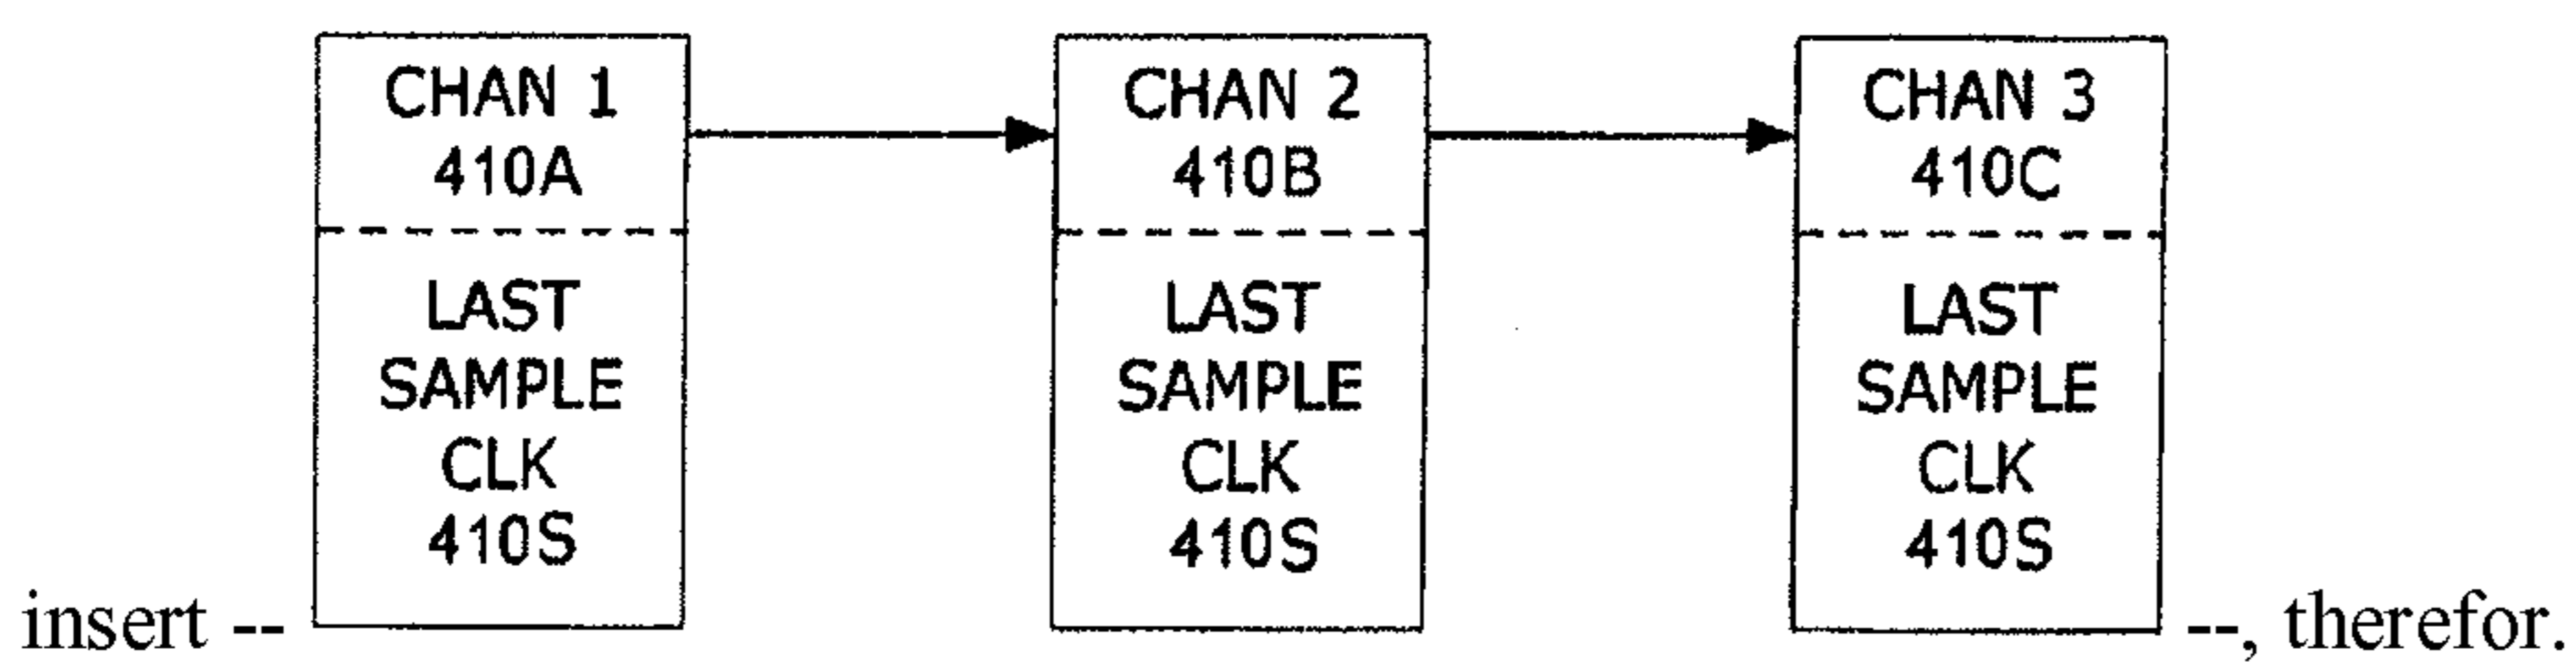 CHAN 1
410A
LAST
SAMPLE
CLK
410S
CHAN 2
410B
LAST
SAMPLE
CLK
410S
CHAN 3
410C
LAST
SAMPLE
CLK
410S
insert -- --, therefor.